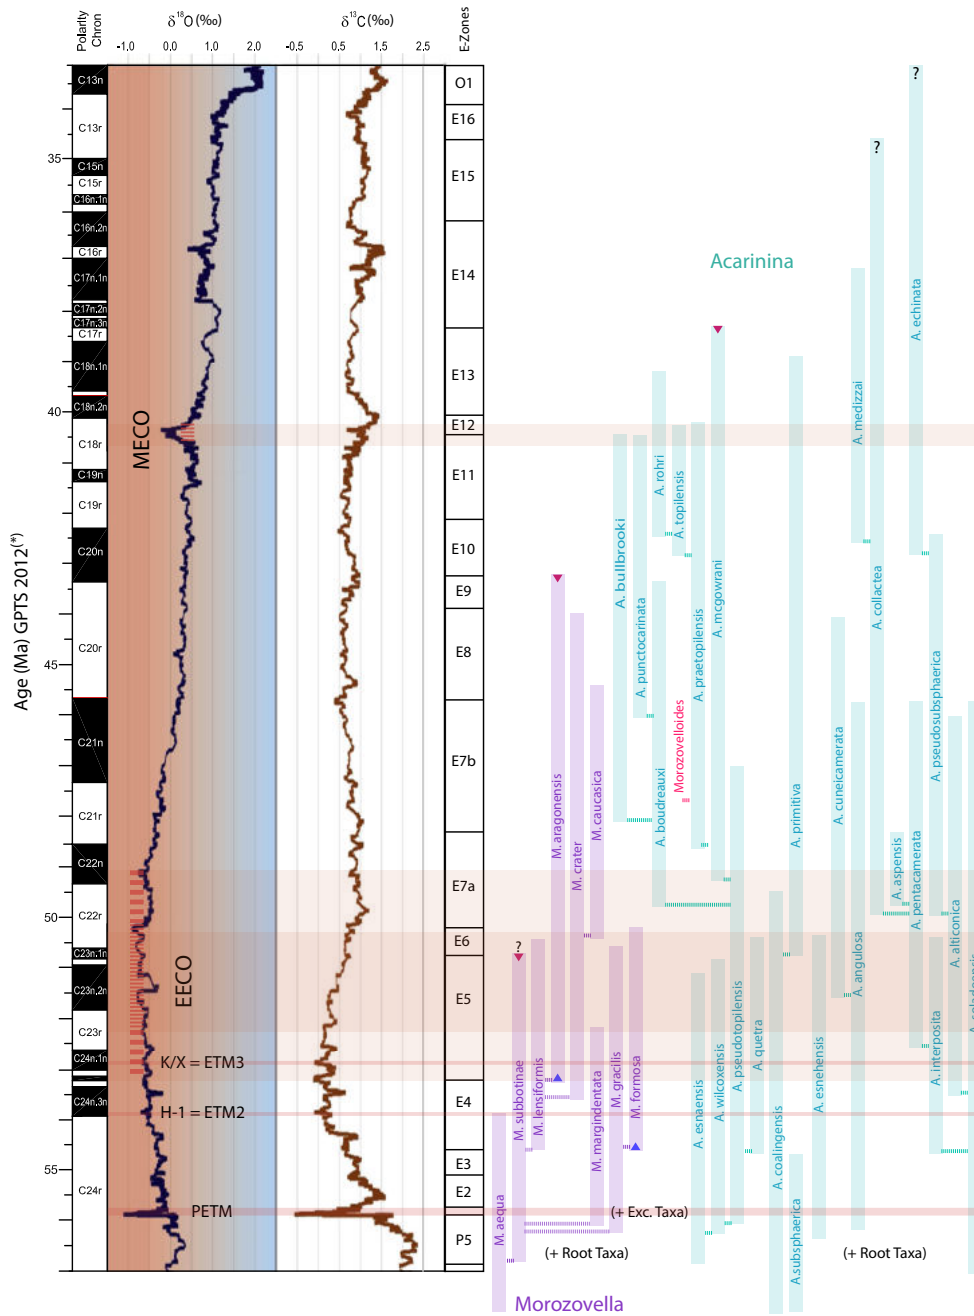 Polarity
Chron
δ¹⁸O (‰)
δ¹³C (‰)
E-Zones
-1.0 0.0 1.0 2.0
-0.5 0.5 1.5 2.5
Age (Ma) GPTS 2012(*)
35
40
45
50
55
C13n
C13r
C15n
C15r
C16n.1n
C16n.2n
C16r
C17n.1n
C17n.2n
C17n.3n
C17r
C18n.1n
C18n.2n
C18r
C19n
C19r
C20n
C20r
C21n
C21r
C22n
C22r
C23n.1n
C23n.2n
C23r
C24n.1n
C24n.3n
C24r
MECO
EECO
K/X = ETM3
H-1 = ETM2
PETM
O1
E16
E15
E14
E13
E12
E11
E10
E9
E8
E7b
E7a
E6
E5
E4
E3
E2
P5
Acarinina
?
?
?
M. aequa
M. subbotinae
M. lensiformis
M. aragonensis
M. crater
M. caucasica
M. margindentata
M. gracilis
M. formosa
A. bullbrooki
A. punctocarinata
A. rohri
A. boudreauxi
A. topilensis
Morozovelloides
A. praetopilensis
A. mcgowrani
A. esnaensis
A. wilcoxensis
A. pseudotopilensis
A. quetra
A. coalingensis
A. primitiva
A.subsphaerica
A. esnehensis
A. cuneicamerata
A. medizzai
A. angulosa
A. collactea
A. aspensis
A. echinata
A. pentacamerata
A. pseudosubsphaerica
A. interposita
A. alticonica
A. soladoensis
(+ Exc. Taxa)
(+ Root Taxa)
(+ Root Taxa)
Morozovella